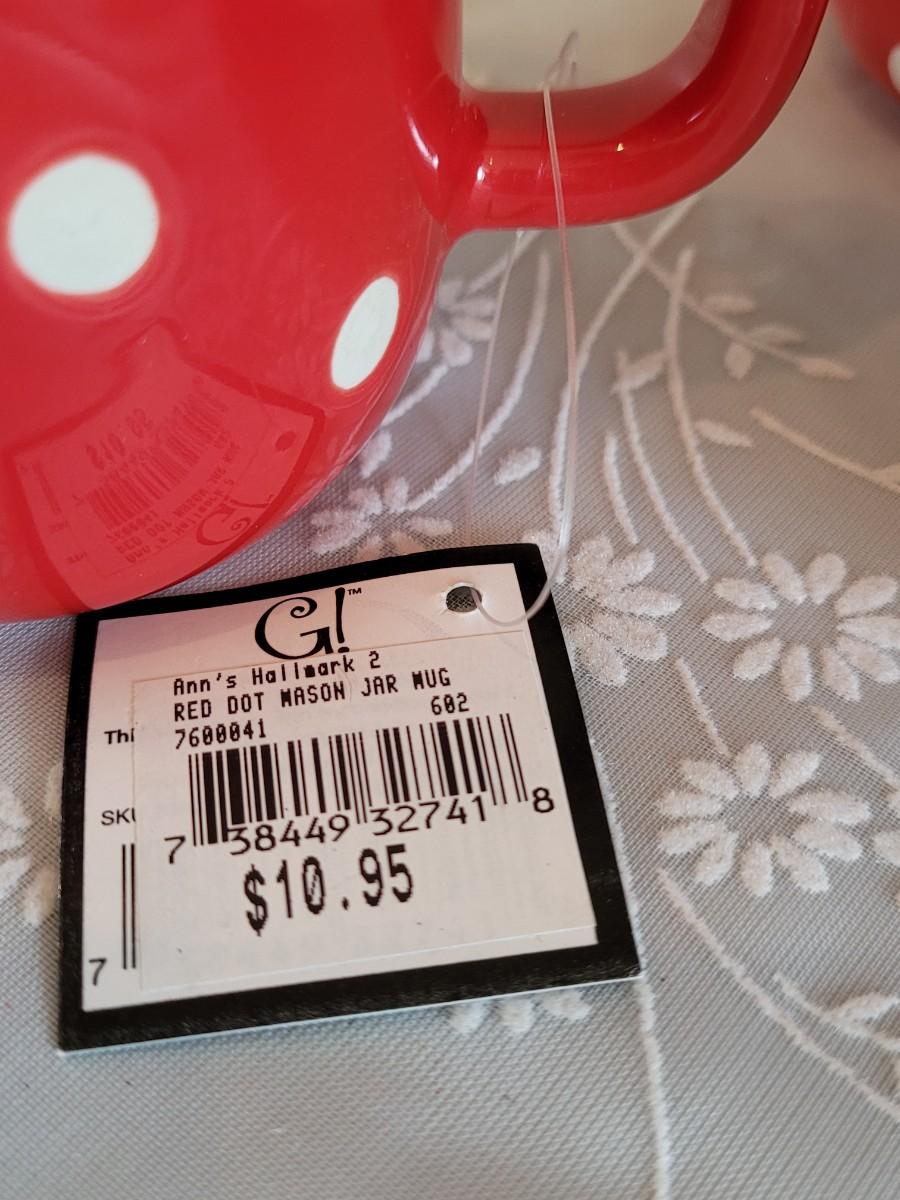 G!™
Ann's Hallmark 2
RED DOT MASON JAR MUG
602
7600041
Thi
SKU
7 38449 32741 8
$10.95
7